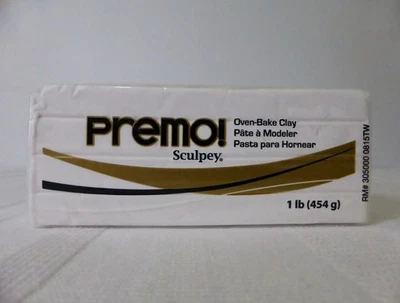 Premo!
Sculpey®
Oven-Bake Clay
Pâte à Modeler
Pasta para Hornear
1 lb (454 g)
RM# 305000 0815TW